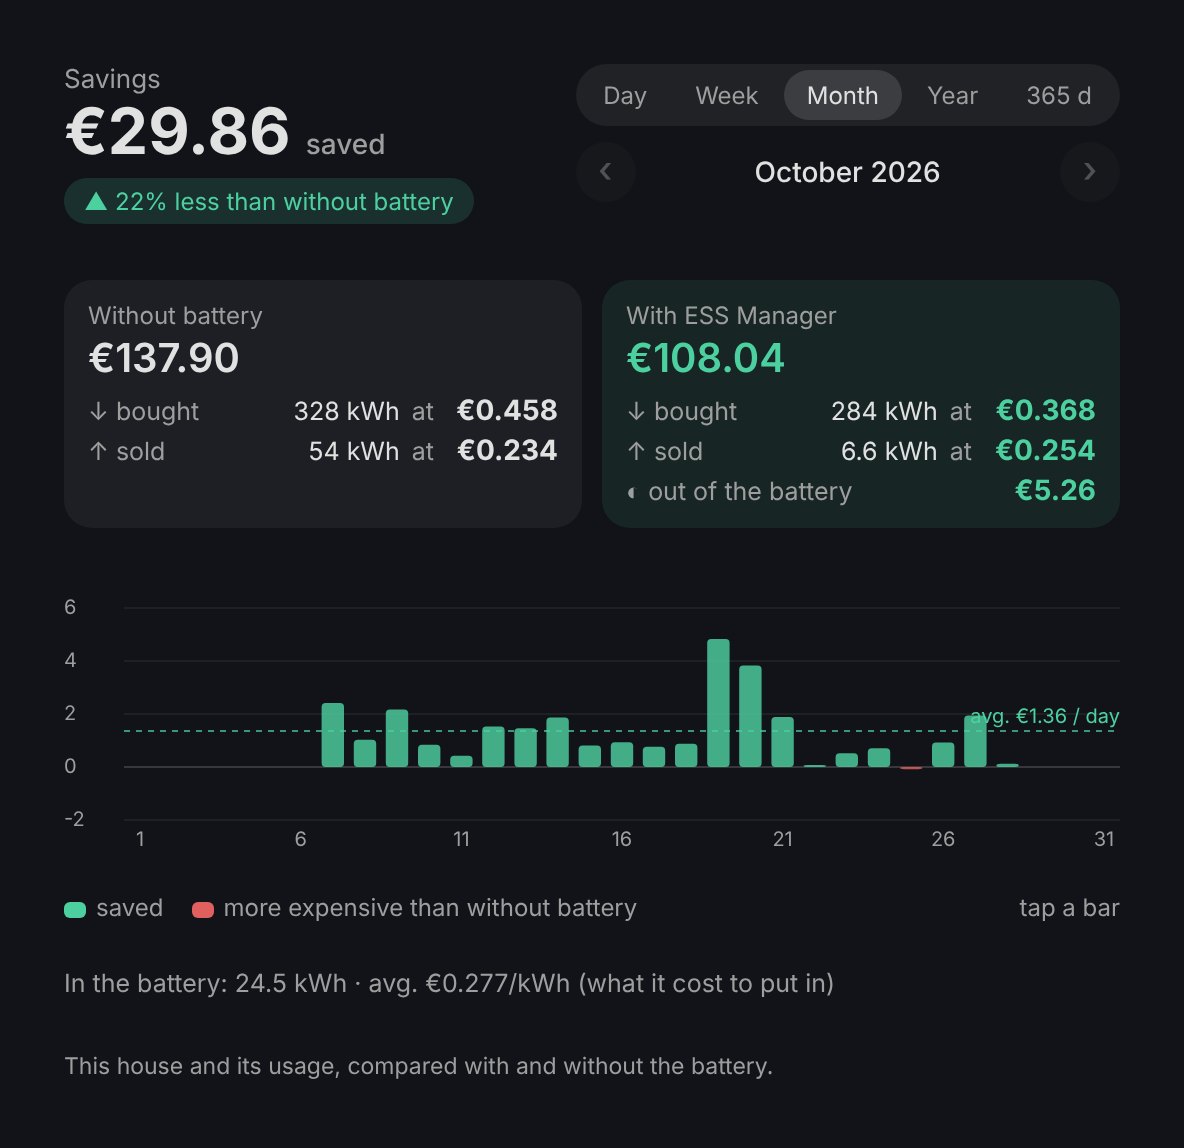 Savings
€29.86 saved
▲ 22% less than without battery
Day Week Month Year 365 d
‹ October 2026 ›
Without battery
€137.90
↓ bought 328 kWh at €0.458
↑ sold 54 kWh at €0.234
With ESS Manager
€108.04
↓ bought 284 kWh at €0.368
↑ sold 6.6 kWh at €0.254
out of the battery €5.26
6
4
2
0
-2
avg. €1.36 / day
1 6 11 16 21 26 31
saved more expensive than without battery tap a bar
In the battery: 24.5 kWh · avg. €0.277/kWh (what it cost to put in)
This house and its usage, compared with and without the battery.